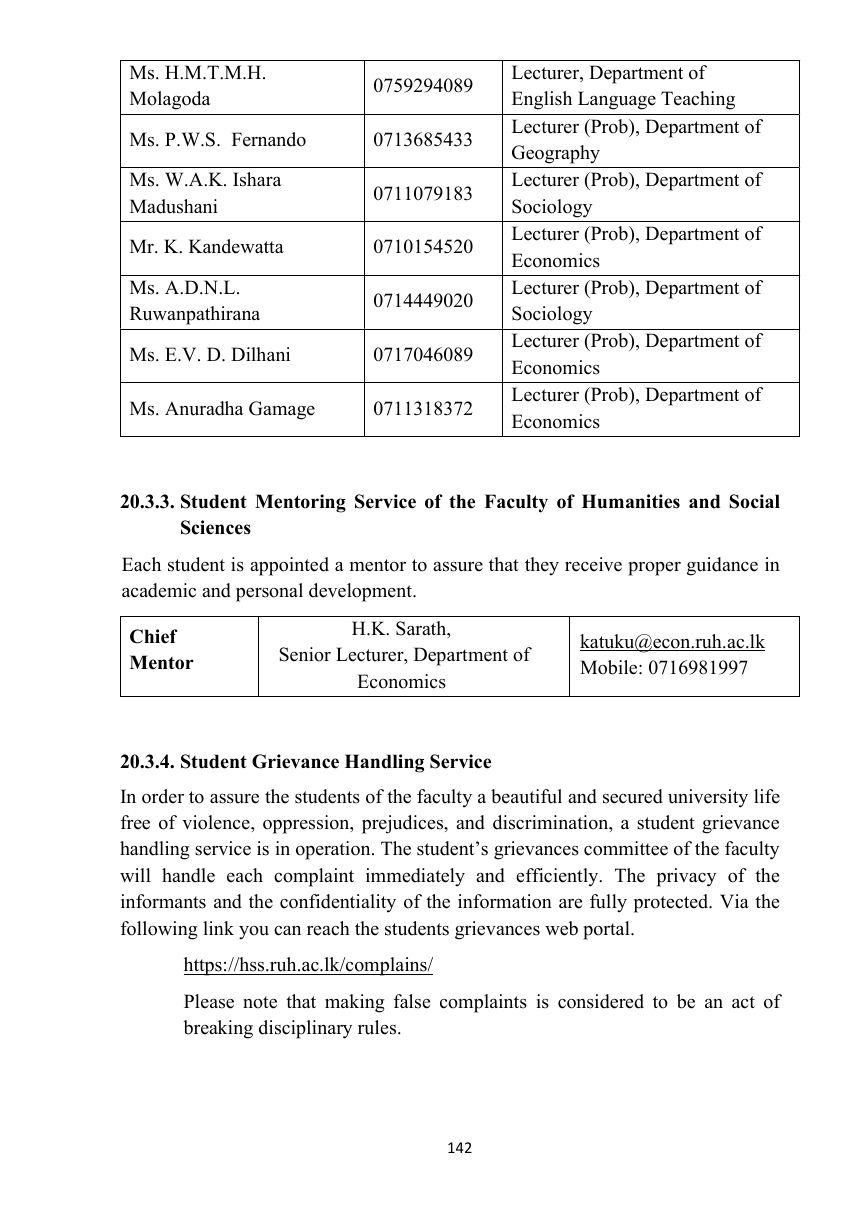 Ms. H.M.T.M.H.
Molagoda
0759294089
Lecturer, Department of
English Language Teaching
Ms. P.W.S.  Fernando
0713685433
Lecturer (Prob), Department of
Geography
Ms. W.A.K. Ishara
Madushani
0711079183
Lecturer (Prob), Department of
Sociology
Mr. K. Kandewatta
0710154520
Lecturer (Prob), Department of
Economics
Ms. A.D.N.L.
Ruwanpathirana
0714449020
Lecturer (Prob), Department of
Sociology
Ms. E.V. D. Dilhani
0717046089
Lecturer (Prob), Department of
Economics
Ms. Anuradha Gamage
0711318372
Lecturer (Prob), Department of
Economics
20.3.3. Student Mentoring Service of the Faculty of Humanities and Social
Sciences
Each student is appointed a mentor to assure that they receive proper guidance in
academic and personal development.
Chief
Mentor
H.K. Sarath,
Senior Lecturer, Department of
Economics
katuku@econ.ruh.ac.lk
Mobile: 0716981997
20.3.4. Student Grievance Handling Service
In order to assure the students of the faculty a beautiful and secured university life
free of violence, oppression, prejudices, and discrimination, a student grievance
handling service is in operation. The student’s grievances committee of the faculty
will handle each complaint immediately and efficiently. The privacy of the
informants and the confidentiality of the information are fully protected. Via the
following link you can reach the students grievances web portal.
https://hss.ruh.ac.lk/complains/
Please note that making false complaints is considered to be an act of
breaking disciplinary rules.
142